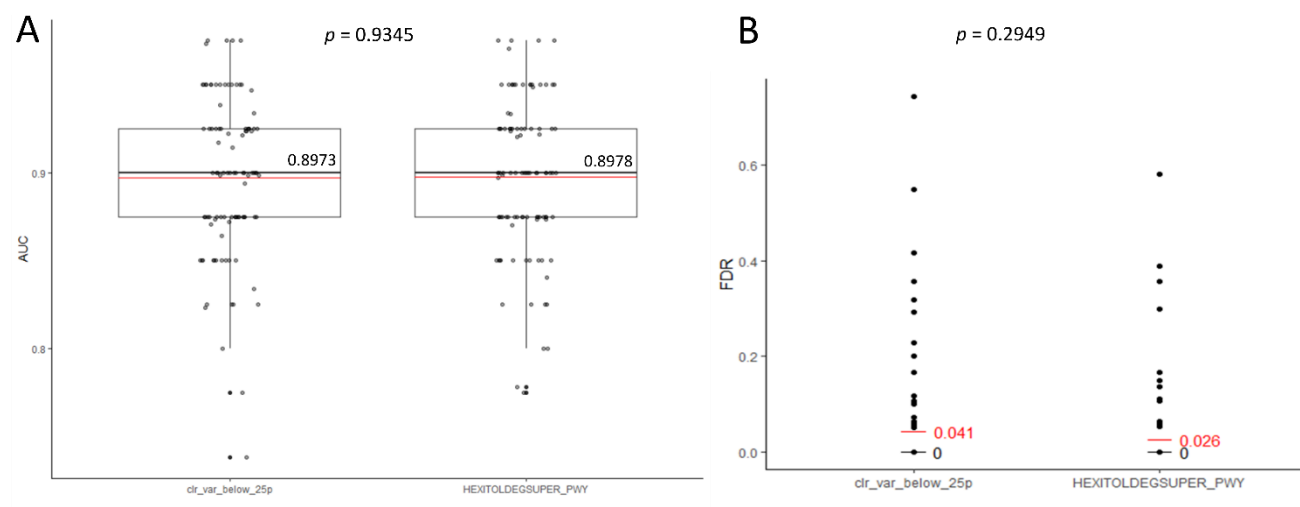 A
p = 0.9345
0.8973
0.8978
0.9
0.8
AUC
clr_var_below_25p
HEXITOLDEGSUPER_PWY
B
p = 0.2949
0.6
0.4
0.2
0.0
FDR
0.041
0
0.026
0
clr_var_below_25p
HEXITOLDEGSUPER_PWY